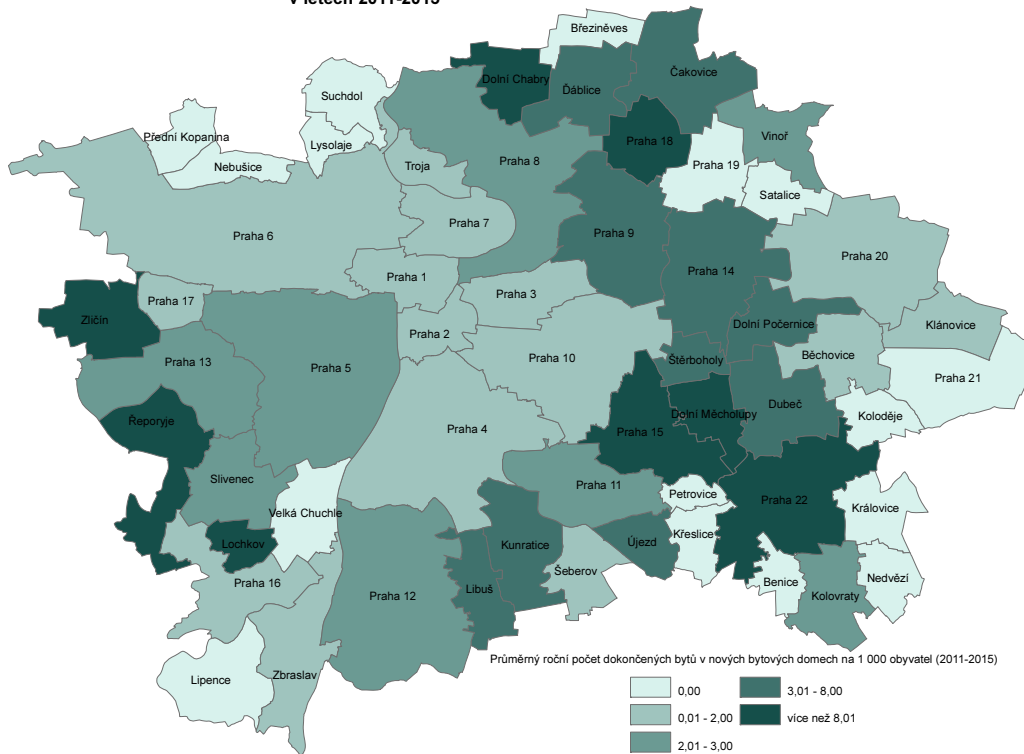 v letech 2011-2015
Březiněves
Dolní Chabry
Ďáblice
Čakovice
Suchdol
Přední Kopanina
Lysolaje
Nebušice
Troja
Praha 8
Praha 18
Vinoř
Praha 19
Satalice
Praha 6
Praha 7
Praha 9
Praha 14
Praha 20
Praha 1
Praha 17
Praha 3
Zličín
Praha 2
Dolní Počernice
Klánovice
Praha 13
Praha 5
Praha 10
Štěrboholy
Běchovice
Praha 21
Řeporyje
Praha 4
Praha 15
Dolní Měcholupy
Dubeč
Koloděje
Slivenec
Praha 11
Petrovice
Praha 22
Královice
Velká Chuchle
Lochkov
Kunratice
Újezd
Křeslice
Praha 16
Praha 12
Libuš
Šeberov
Benice
Nedvězí
Kolovraty
Lipence
Zbraslav
Průměrný roční počet dokončených bytů v nových bytových domech na 1 000 obyvatel (2011-2015)
0,00
0,01 - 2,00
2,01 - 3,00
3,01 - 8,00
více než 8,01